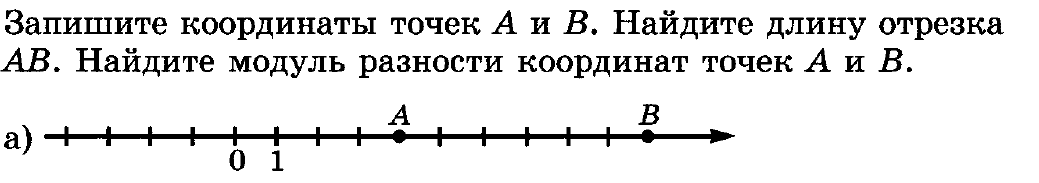 Запишите координаты точек A и B. Найдите длину отрезка
AB. Найдите модуль разности координат точек A и B.
а) A B
0 1